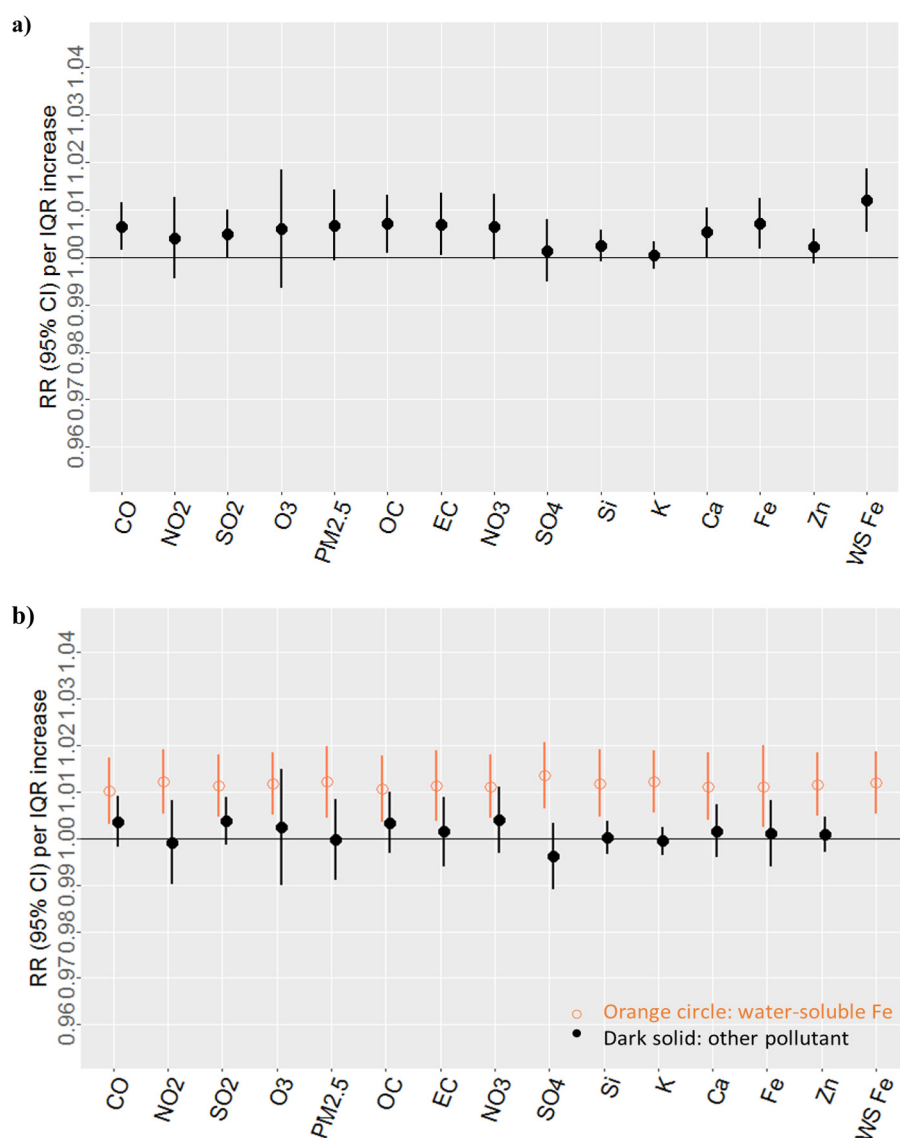 a)
RR (95% CI) per IQR increase
1.04
1.03
1.02
1.01
1.00
0.99
0.98
0.97
0.96
CO NO2 SO2 O3 PM2.5 OC EC NO3 SO4 Si K Ca Fe Zn WS Fe
b)
RR (95% CI) per IQR increase
1.04
1.03
1.02
1.01
1.00
0.99
0.98
0.97
0.96
Orange circle: water-soluble Fe
Dark solid: other pollutant
CO NO2 SO2 O3 PM2.5 OC EC NO3 SO4 Si K Ca Fe Zn WS Fe